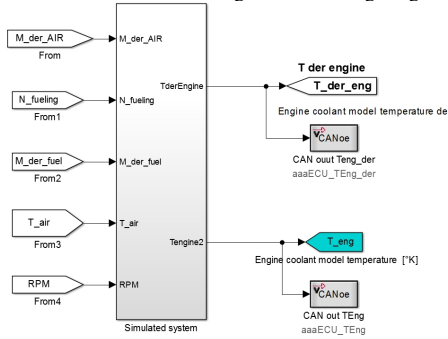 M_der_AIR
From
M_der_AIR
N_fueling
From1
N_fueling
M_der_fuel
From2
M_der_fuel
T_air
From3
T_air
RPM
From4
RPM
TderEngine
Tengine2
Simulated system
T der engine
T_der_eng
Engine coolant model temperature de
CANoe
CAN ouut Teng_der
aaaECU_TEng_der
T_eng
Engine coolant model temperature [°K]
CANoe
CAN out TEng
aaaECU_TEng